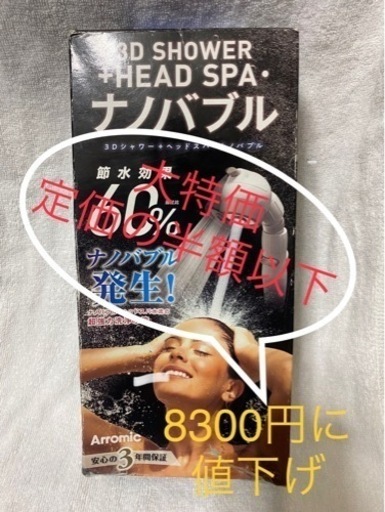 3D SHOWER
+HEAD SPA・
ナノバブル
3Dシャワー+ヘッドスパ・ナノバブル
節水効果
60%
大特価
定価の半額以下
ナノバブル
発生!
Arromic
安心の3年間保証
8300円に
値下げ